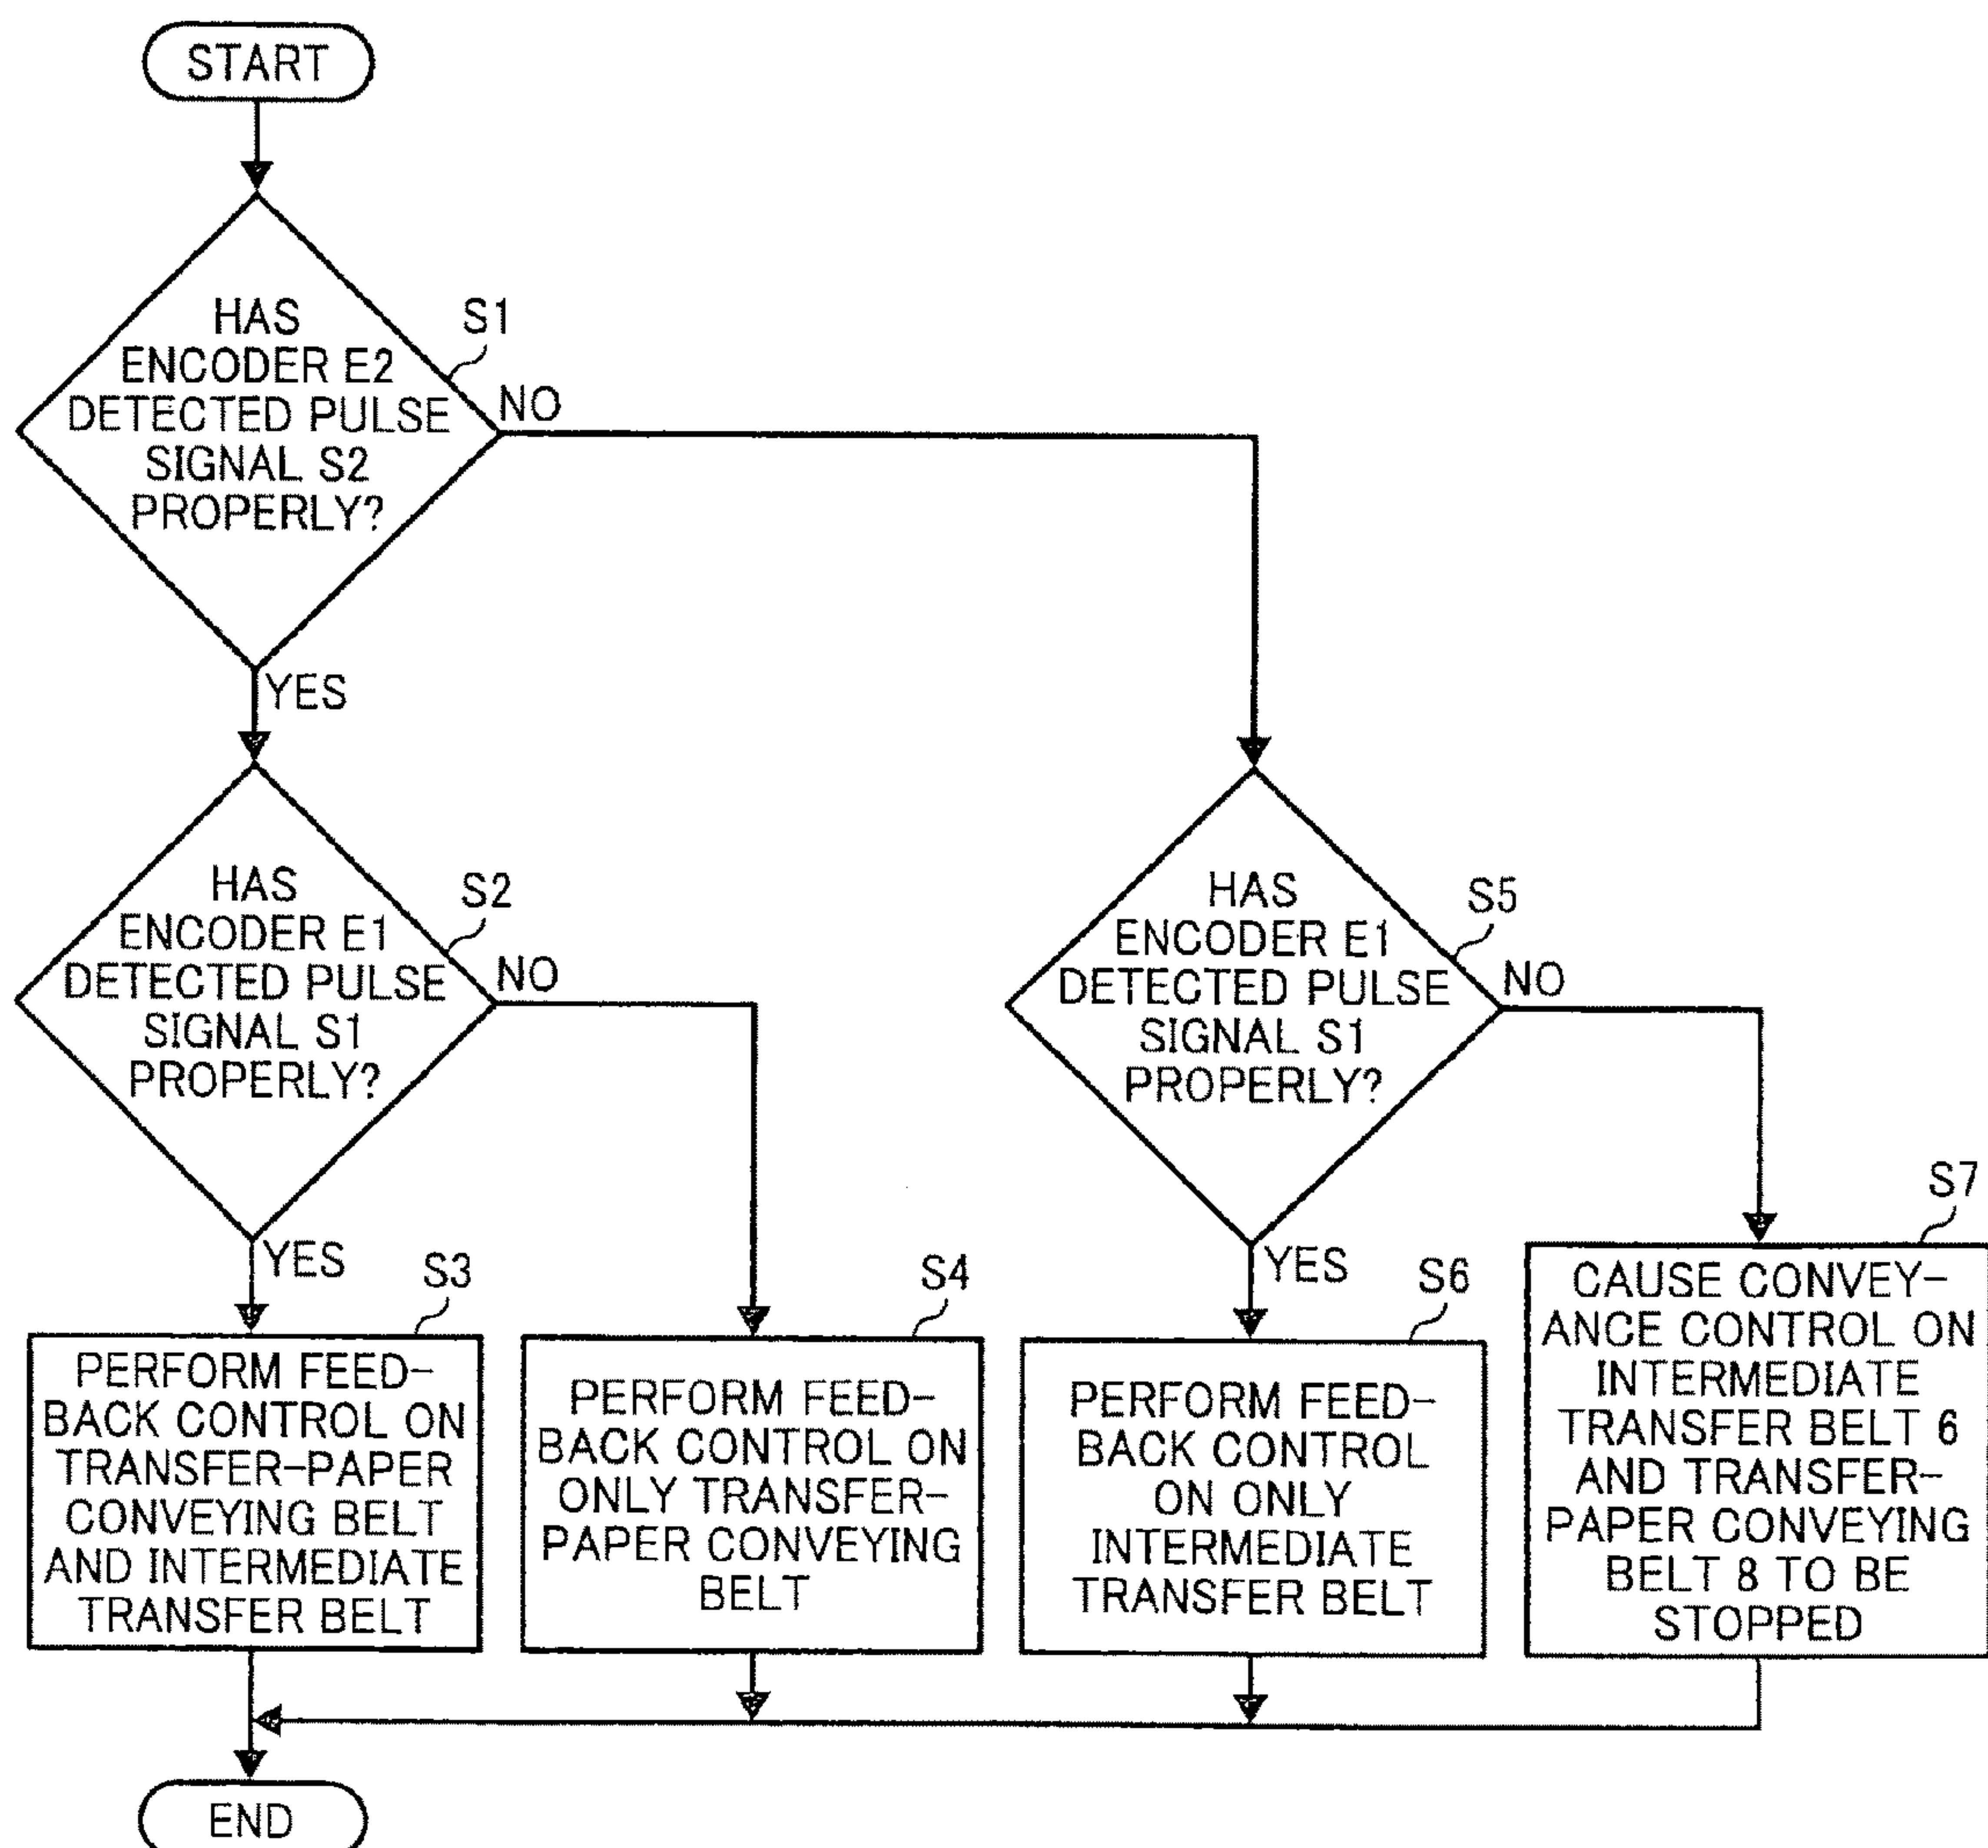 START
HAS
ENCODER E2
DETECTED PULSE
SIGNAL S2
PROPERLY?
S1
NO
YES
HAS
ENCODER E1
DETECTED PULSE
SIGNAL S1
PROPERLY?
S2
NO
YES
HAS
ENCODER E1
DETECTED PULSE
SIGNAL S1
PROPERLY?
S5
NO
YES
S3
PERFORM FEED-
BACK CONTROL ON
TRANSFER-PAPER
CONVEYING BELT
AND INTERMEDIATE
TRANSFER BELT
S4
PERFORM FEED-
BACK CONTROL ON
ONLY TRANSFER-
PAPER CONVEYING
BELT
S6
PERFORM FEED-
BACK CONTROL
ON ONLY
INTERMEDIATE
TRANSFER BELT
S7
CAUSE CONVEY-
ANCE CONTROL ON
INTERMEDIATE
TRANSFER BELT 6
AND TRANSFER-
PAPER CONVEYING
BELT 8 TO BE
STOPPED
END